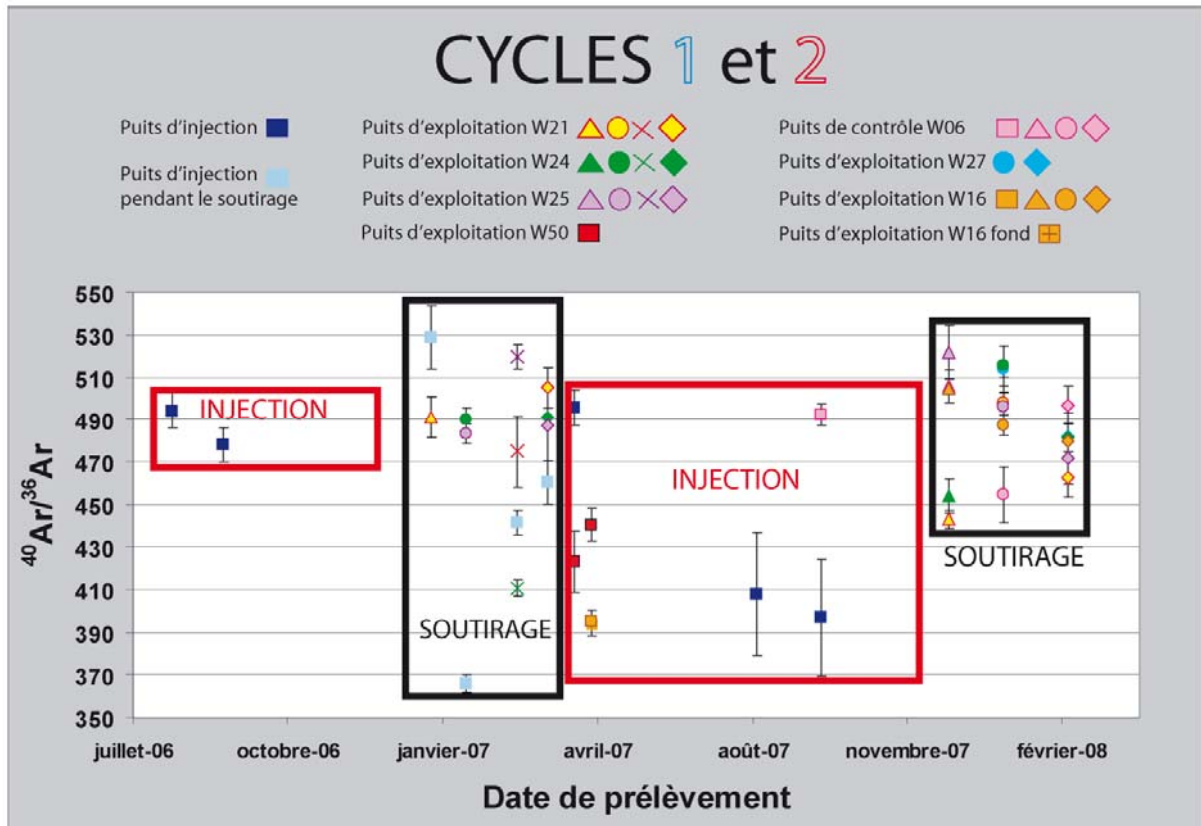 CYCLES 1 et 2
Puits d'injection
Puits d'injection
pendant le soutirage
Puits d'exploitation W21
Puits d'exploitation W24
Puits d'exploitation W25
Puits d'exploitation W50
Puits de contrôle W06
Puits d'exploitation W27
Puits d'exploitation W16
Puits d'exploitation W16 fond
⁴⁰Ar/³⁶Ar
550
530
510
490
470
450
430
410
390
370
350
INJECTION
SOUTIRAGE
INJECTION
SOUTIRAGE
juillet-06 octobre-06 janvier-07 avril-07 août-07 novembre-07 février-08
Date de prélèvement